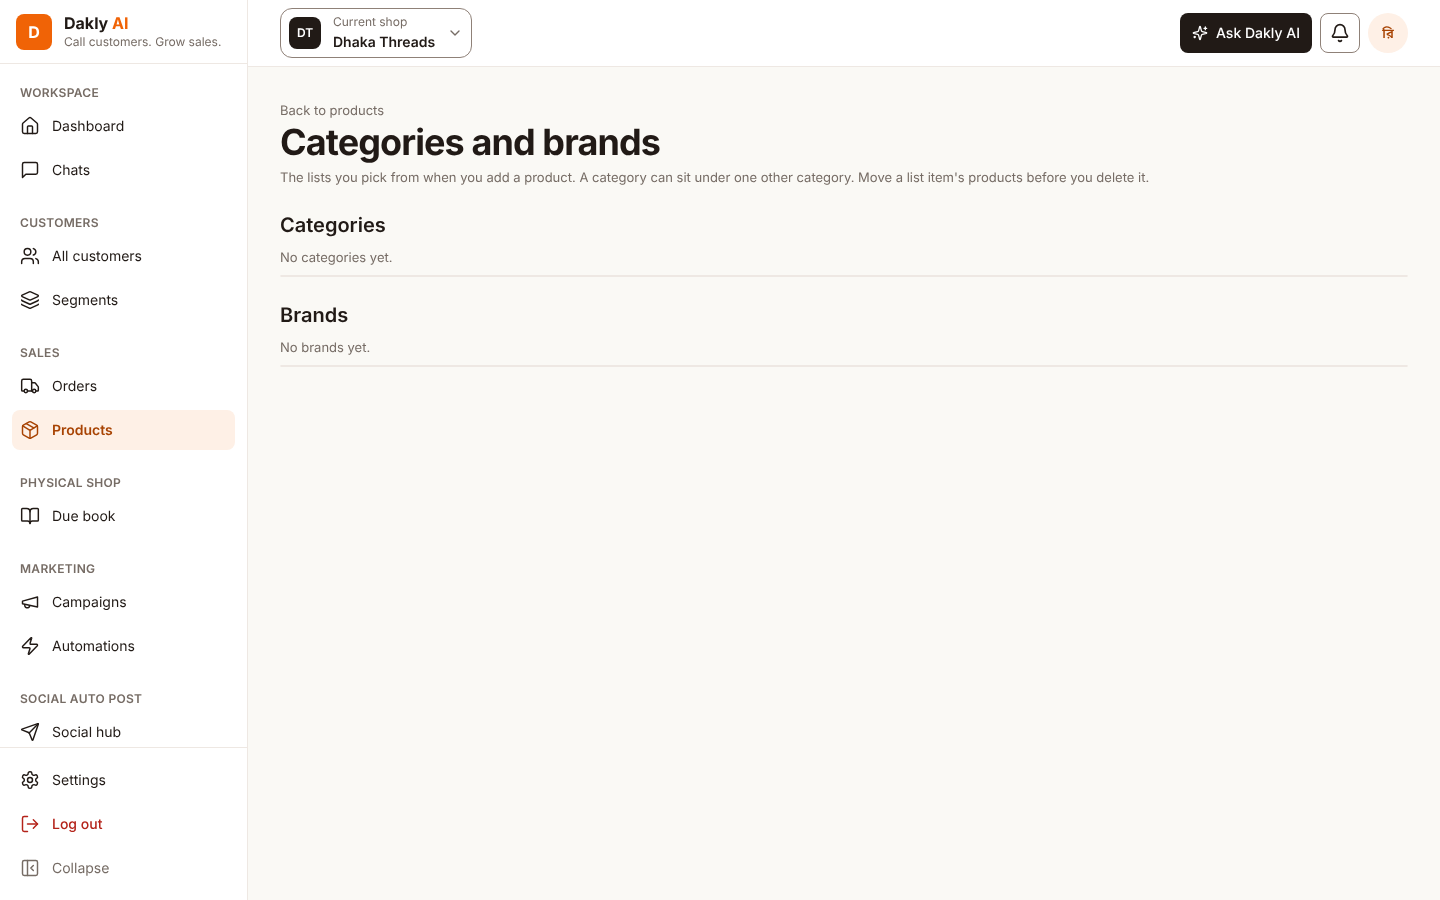 D
Dakly AI
Call customers. Grow sales.
WORKSPACE
Dashboard
Chats
CUSTOMERS
All customers
Segments
SALES
Orders
Products
PHYSICAL SHOP
Due book
MARKETING
Campaigns
Automations
SOCIAL AUTO POST
Social hub
Settings
Log out
Collapse
DT
Current shop
Dhaka Threads
Ask Dakly AI
রি
Back to products
Categories and brands
The lists you pick from when you add a product. A category can sit under one other category. Move a list item's products before you delete it.
Categories
No categories yet.
Brands
No brands yet.